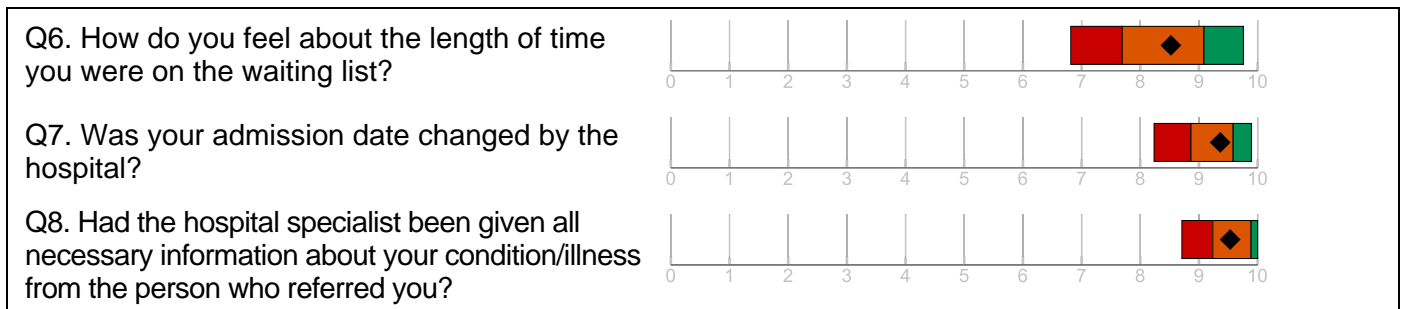 Q6. How do you feel about the length of time
you were on the waiting list?
0 1 2 3 4 5 6 7 8 9 10
Q7. Was your admission date changed by the
hospital?
0 1 2 3 4 5 6 7 8 9 10
Q8. Had the hospital specialist been given all
necessary information about your condition/illness
from the person who referred you?
0 1 2 3 4 5 6 7 8 9 10